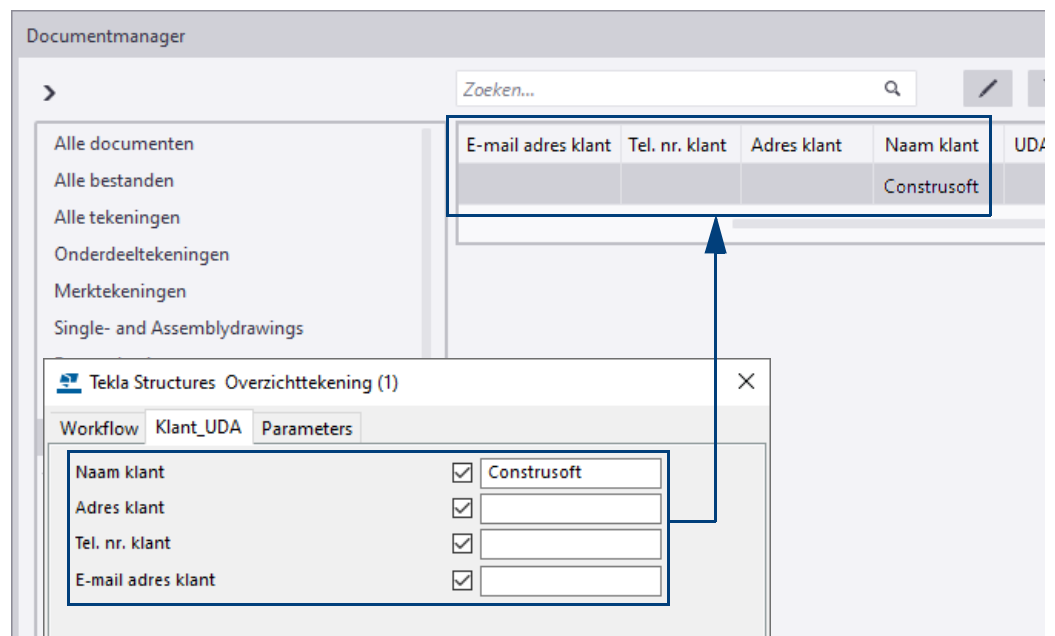 Documentmanager
Zoeken...
Alle documenten
Alle bestanden
Alle tekeningen
Onderdeeltekeningen
Merktekeningen
Single- and Assemblydrawings
E-mail adres klant Tel. nr. klant Adres klant Naam klant UDA
Construsoft
Tekla Structures Overzichttekening (1)
Workflow Klant_UDA Parameters
Naam klant Construsoft
Adres klant
Tel. nr. klant
E-mail adres klant